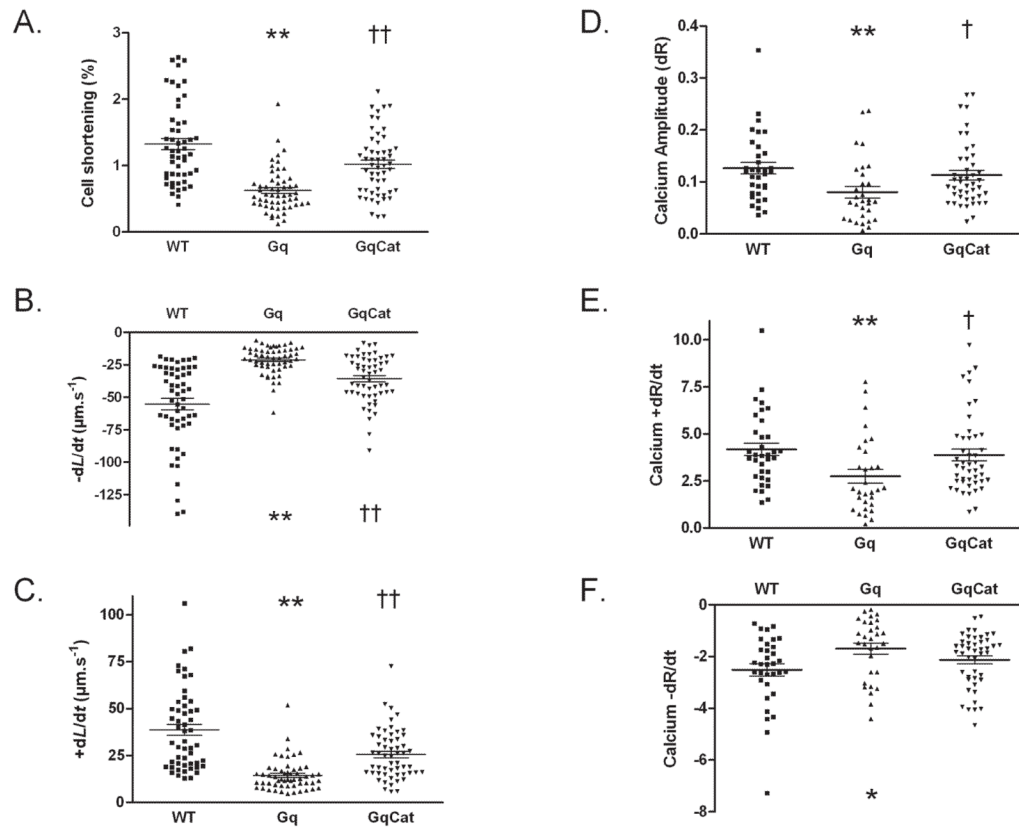 A.
Cell shortening (%)
3
2
1
0
**
††
WT Gq GqCat
B.
WT Gq GqCat
-dL/dt (µm.s⁻¹)
0
-25
-50
-75
-100
-125
**
††
C.
+dL/dt (µm.s⁻¹)
100
75
50
25
0
**
††
WT Gq GqCat
D.
Calcium Amplitude (dR)
0.4
0.3
0.2
0.1
0.0
**
†
WT Gq GqCat
E.
Calcium +dR/dt
10.0
7.5
5.0
2.5
0.0
**
†
WT Gq GqCat
F.
WT Gq GqCat
Calcium -dR/dt
0
-2
-4
-6
-8
*